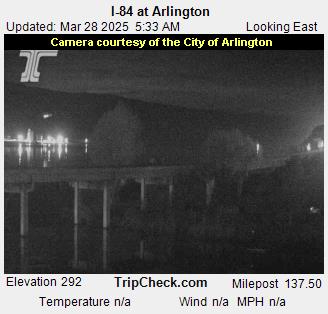 I-84 at Arlington
Updated: Mar 28 2025 5:33 AM Looking East
Camera courtesy of the City of Arlington
Elevation 292 TripCheck.com Milepost 137.50
Temperature n/a Wind n/a MPH n/a